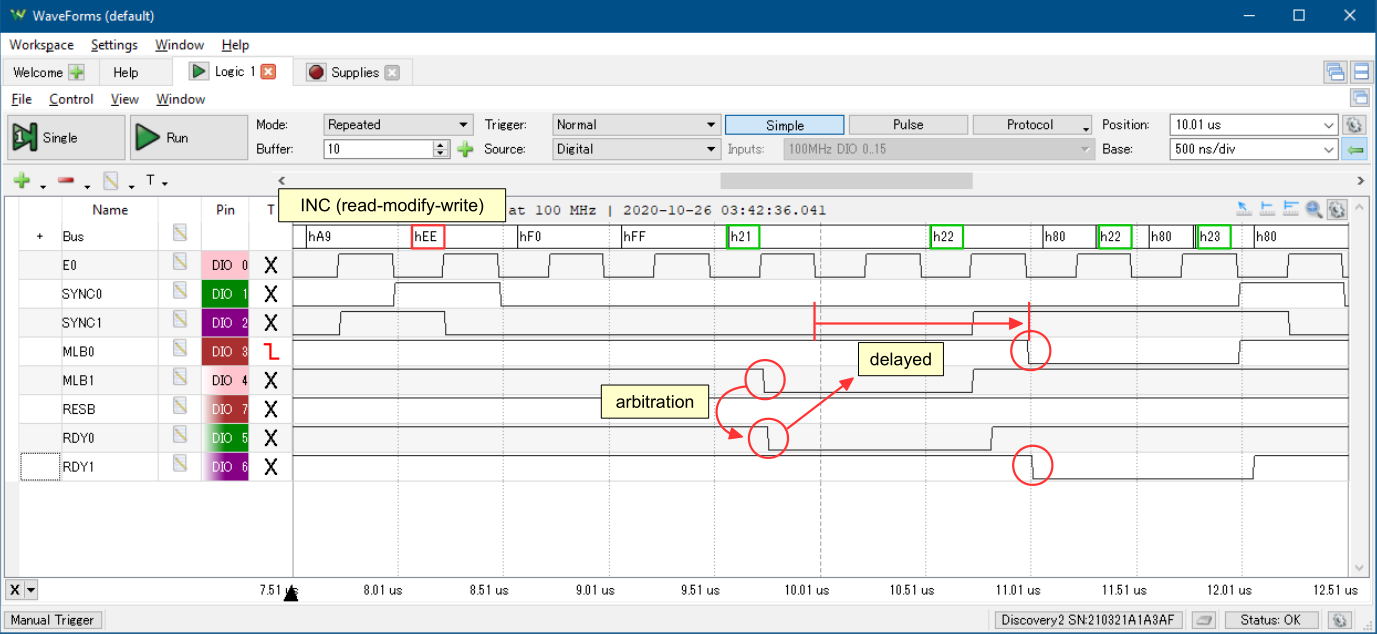 WaveForms (default)
Workspace Settings Window Help
Welcome Help Logic 1 Supplies
File Control View Window
Single Run Mode: Repeated Trigger: Normal Simple Pulse Protocol Position: 10.01 us
Buffer: 10 Source: Digital Inputs: 100MHz DIO 0..15 Base: 500 ns/div
T
Name Pin T INC (read-modify-write) at 100 MHz | 2020-10-26 03:42:36.041
+ Bus hA9 hEE hF0 hFF h21 h22 h80 h22 h80 h23 h80
E0 DIO 0 X
SYNC0 DIO 1 X
SYNC1 DIO 2 X
MLB0 DIO 3
delayed
MLB1 DIO 4 X
arbitration
RESB DIO 7 X
RDY0 DIO 5 X
RDY1 DIO 6 X
X 7.51 us 8.01 us 8.51 us 9.01 us 9.51 us 10.01 us 10.51 us 11.01 us 11.51 us 12.01 us 12.51 us
Manual Trigger Discovery2 SN:210321A1A3AF Status: OK